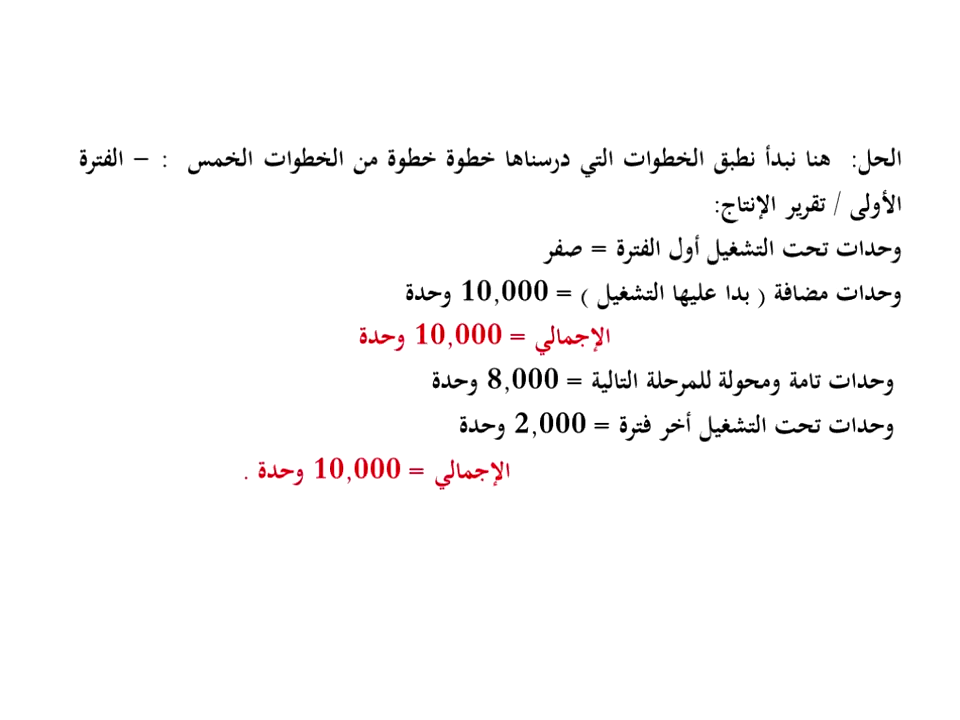 الحل: هنا نبدأ نطبق الخطوات التي درسناها خطوة خطوة من الخطوات الخمس : – الفترة
الأولى / تقرير الإنتاج:
وحدات تحت التشغيل أول الفترة = صفر
وحدات مضافة ( بدا عليها التشغيل ) = 10,000 وحدة
الإجمالي = 10,000 وحدة
وحدات تامة ومحولة للمرحلة التالية = 8,000 وحدة
وحدات تحت التشغيل أخر فترة = 2,000 وحدة
الإجمالي = 10,000 وحدة .